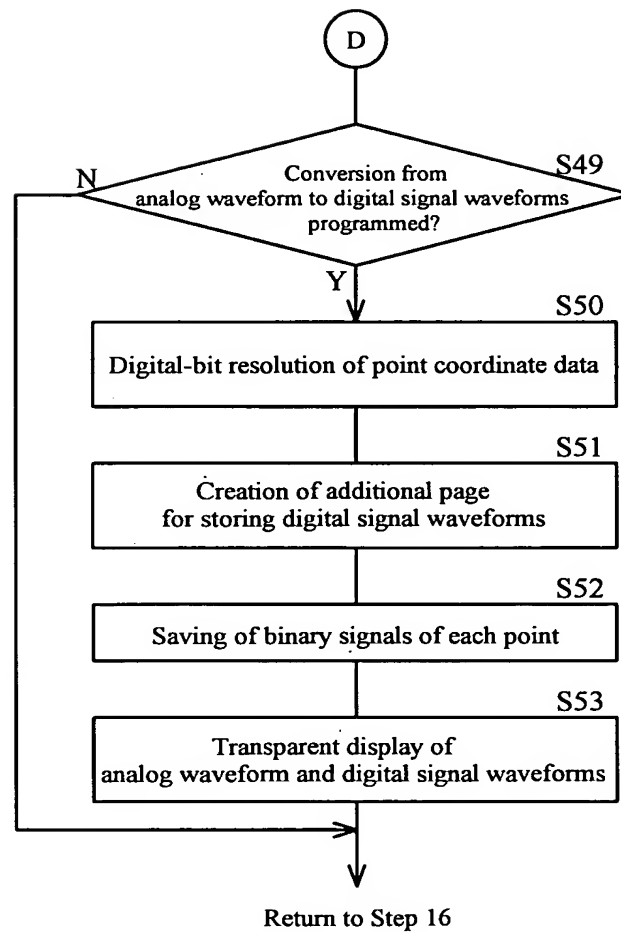 D
S49
N
Conversion from
analog waveform to digital signal waveforms
programmed?
Y
S50
Digital-bit resolution of point coordinate data
S51
Creation of additional page
for storing digital signal waveforms
S52
Saving of binary signals of each point
S53
Transparent display of
analog waveform and digital signal waveforms
Return to Step 16